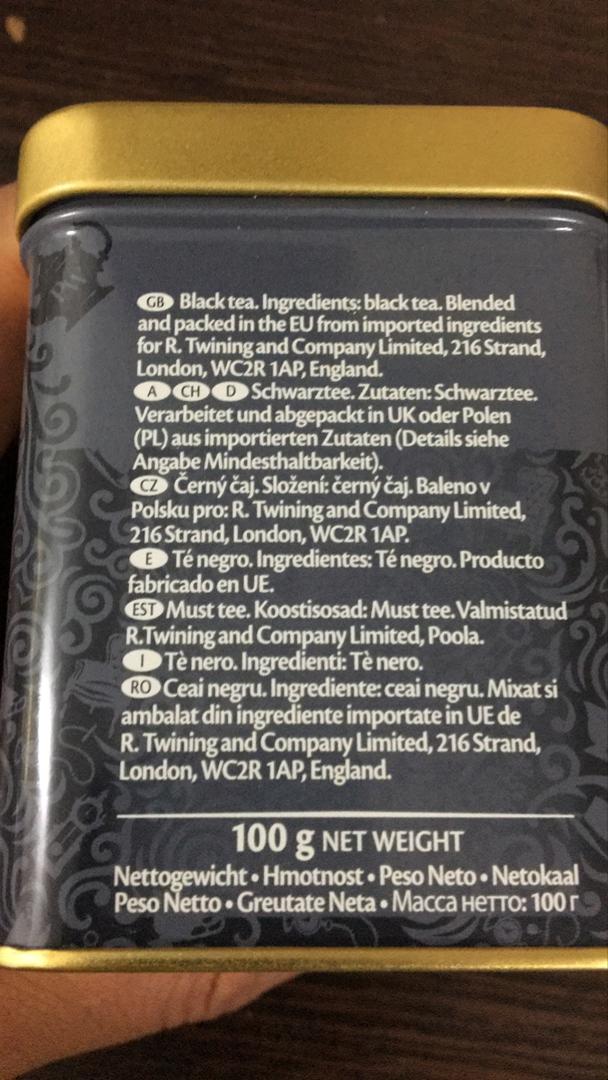 GB Black tea. Ingredients: black tea. Blended
and packed in the EU from imported ingredients
for R. Twining and Company Limited, 216 Strand,
London, WC2R 1AP, England.
A CH D Schwarztee. Zutaten: Schwarztee.
Verarbeitet und abgepackt in UK oder Polen
(PL) aus importierten Zutaten (Details siehe
Angabe Mindesthaltbarkeit).
CZ Černý čaj. Složení: černý čaj. Baleno v
Polsku pro: R. Twining and Company Limited,
216 Strand, London, WC2R 1AP.
E Té negro. Ingredientes: Té negro. Producto
fabricado en UE.
EST Must tee. Koostisosad: Must tee. Valmistatud
R.Twining and Company Limited, Poola.
I Tè nero. Ingredienti: Tè nero.
RO Ceai negru. Ingrediente: ceai negru. Mixat si
ambalat din ingrediente importate in UE de
R. Twining and Company Limited, 216 Strand,
London, WC2R 1AP, England.
100 g NET WEIGHT
Nettogewicht • Hmotnost • Peso Neto • Netokaal
Peso Netto • Greutate Neta • Масса нетто: 100 г